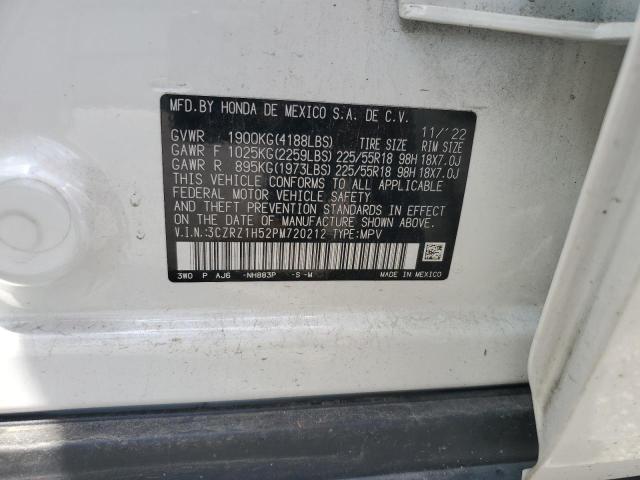 MFD.BY HONDA DE MEXICO S.A. DE C.V.
11/'22
GVWR 1900KG(4188LBS) TIRE SIZE RIM SIZE
GAWR F 1025KG(2259LBS) 225/55R18 98H 18X7.0J
GAWR R 895KG(1973LBS) 225/55R18 98H 18X7.0J
THIS VEHICLE CONFORMS TO ALL APPLICABLE
FEDERAL MOTOR VEHICLE SAFETY
AND THEFT PREVENTION STANDARDS IN EFFECT
ON THE DATE OF MANUFACTURE SHOWN ABOVE.
V.I.N.:3CZRZ1H52PM720212 TYPE:MPV
3W0 P AJ6 -NH883P -S -M MADE IN MEXICO